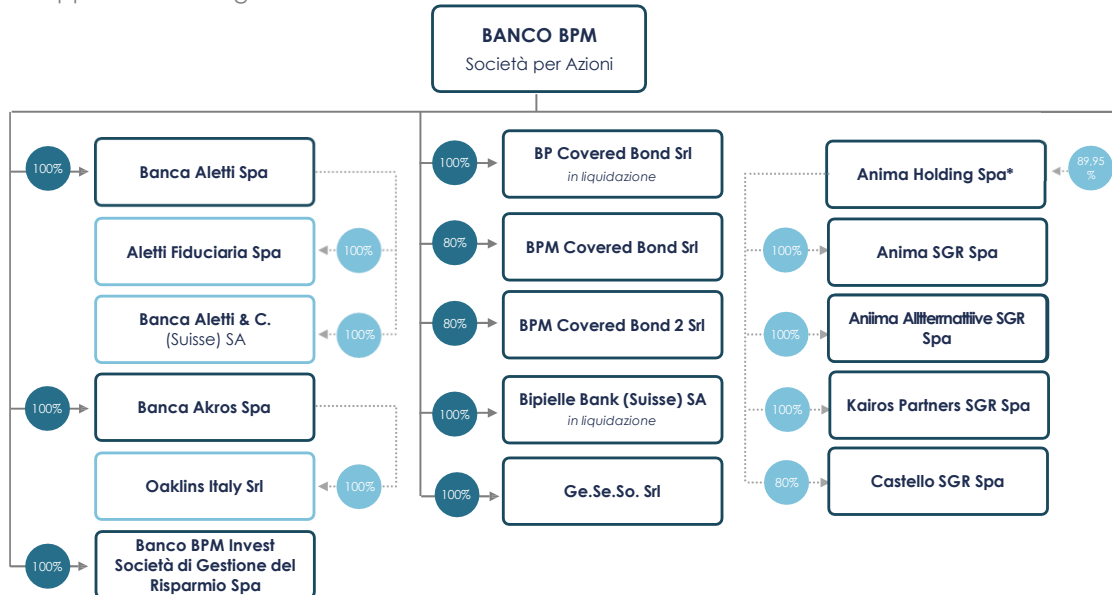 BANCO BPM
Società per Azioni
100%
Banca Aletti Spa
Aletti Fiduciaria Spa
100%
Banca Aletti & C.
(Suisse) SA
100%
100%
Banca Akros Spa
Oaklins Italy Srl
100%
100%
Banco BPM Invest
Società di Gestione del
Risparmio Spa
100%
BP Covered Bond Srl
in liquidazione
80%
BPM Covered Bond Srl
80%
BPM Covered Bond 2 Srl
100%
Bipielle Bank (Suisse) SA
in liquidazione
100%
Ge.Se.So. Srl
Anima Holding Spa*
89,95
%
100%
Anima SGR Spa
100%
Aniima Allltternattiive SGR
Spa
100%
Kairos Partners SGR Spa
80%
Castello SGR Spa